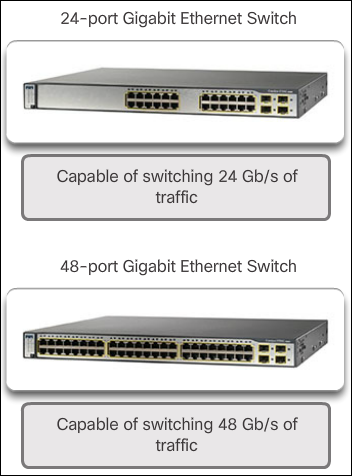 24-port Gigabit Ethernet Switch
Capable of switching 24 Gb/s of
traffic
48-port Gigabit Ethernet Switch
Capable of switching 48 Gb/s of
traffic